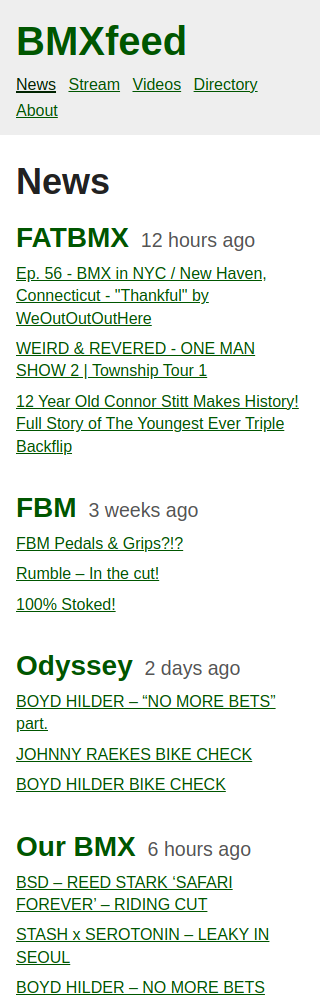 BMXfeed
News Stream Videos Directory
About
News
FATBMX 12 hours ago
Ep. 56 - BMX in NYC / New Haven,
Connecticut - "Thankful" by
WeOutOutOutHere
WEIRD & REVERED - ONE MAN
SHOW 2 | Township Tour 1
12 Year Old Connor Stitt Makes History!
Full Story of The Youngest Ever Triple
Backflip
FBM 3 weeks ago
FBM Pedals & Grips?!?
Rumble – In the cut!
100% Stoked!
Odyssey 2 days ago
BOYD HILDER – “NO MORE BETS”
part.
JOHNNY RAEKES BIKE CHECK
BOYD HILDER BIKE CHECK
Our BMX 6 hours ago
BSD – REED STARK ‘SAFARI
FOREVER’ – RIDING CUT
STASH x SEROTONIN – LEAKY IN
SEOUL
BOYD HILDER – NO MORE BETS